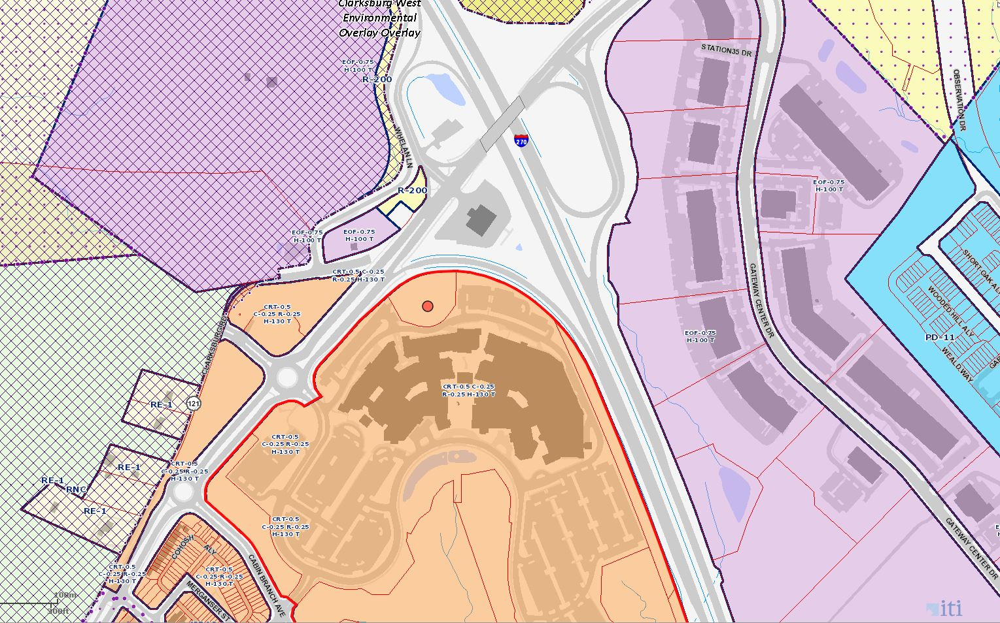 Clarksburg West
Environmental
Overlay Overlay
EOF-0.75
H-100 T
R-200
STATION35 DR
OBSERVATION DR
WHELAN LN
270
R-200
EOF-0.75
H-100 T
EOF-0.75
H-100 T
EOF-0.75
H-100 T
CRT-0.5 C-0.25
R-0.25 H-130 T
CRT-0.5
C-0.25 R-0.25
H-130 T
GATEWAY CENTER DR
SHORT OAK AL
WOODED HILL ALY
WEALD WAY
GA
PD-11
EOF-0.75
H-100 T
CLARKSBURG RD
CRT-0.5 C-0.25
R-0.25 H-130 T
RE-1
121
CRT-0.5
C-0.25 R-0.25
H-130 T
RE-1
RE-1
RNC
CRT-0.5
C-0.25 R-0.25
H-130 T
RE-1
CRT-0.5
C-0.25 R-0.25
H-130 T
E
H
GATEWAY CENTER DR
COHOSH ALY
CABIN BRANCH AVE
CRT-0.5
C-0.25 R-0.25
H-130 T
CRT-0.5
C-0.25 R-0.25
H-130 T
MERGANSER ST
100m
300ft
iti